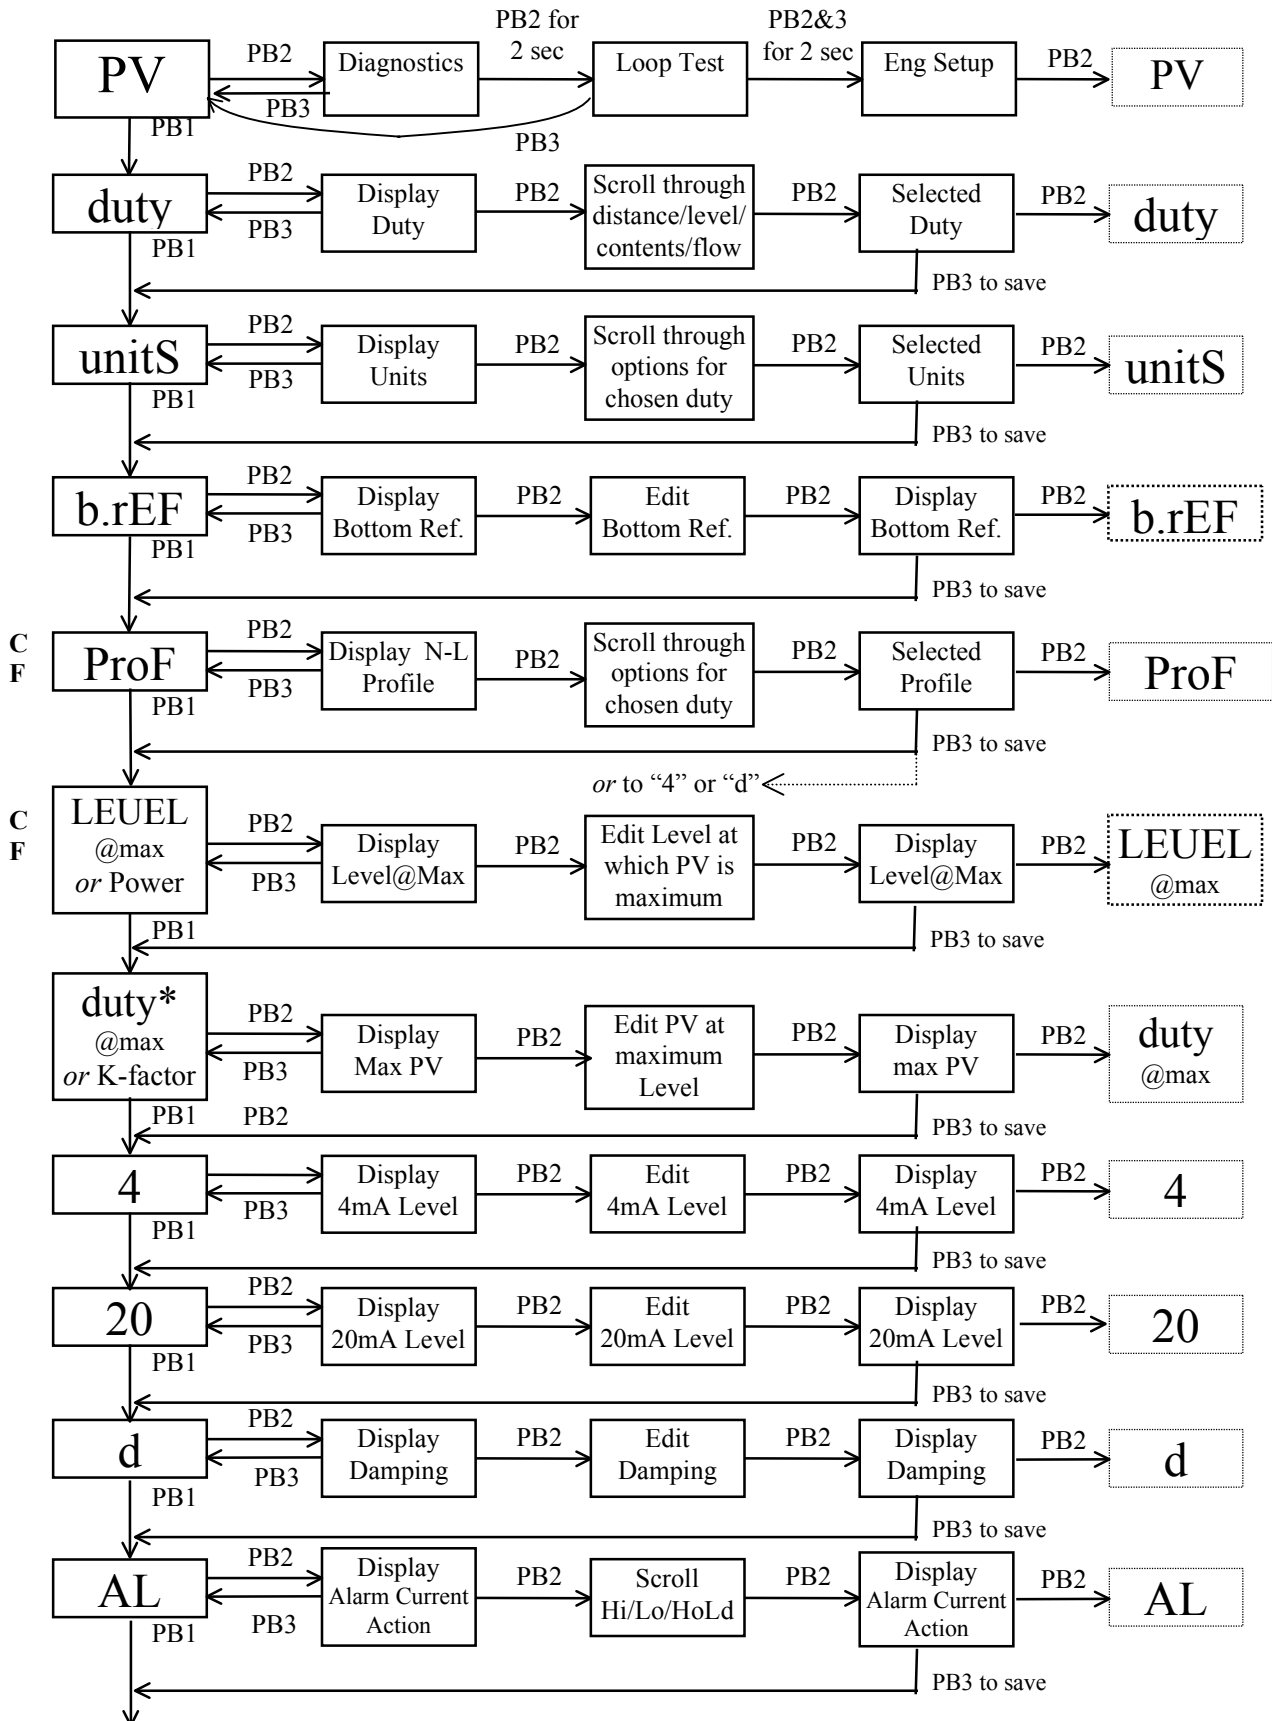 PB2 for
2 sec
PB2&3
for 2 sec
PV
PB2
Diagnostics
Loop Test
Eng Setup
PB2
PV
PB3
PB1
PB3
duty
PB2
Display
Duty
PB2
Scroll through
distance/level/
contents/flow
PB2
Selected
Duty
PB2
duty
PB3
PB1
PB3 to save
unitS
PB2
Display
Units
PB2
Scroll through
options for
chosen duty
PB2
Selected
Units
PB2
unitS
PB3
PB1
PB3 to save
b.rEF
PB2
Display
Bottom Ref.
PB2
Edit
Bottom Ref.
PB2
Display
Bottom Ref.
PB2
b.rEF
PB3
PB1
PB3 to save
C
F
ProF
PB2
Display N-L
Profile
PB2
Scroll through
options for
chosen duty
PB2
Selected
Profile
PB2
ProF
PB3
PB1
PB3 to save
or to “4” or “d”
C
F
LEUEL
@max
or Power
PB2
Display
Level@Max
PB2
Edit Level at
which PV is
maximum
PB2
Display
Level@Max
PB2
LEUEL
@max
PB3
PB1
PB3 to save
duty*
@max
or K-factor
PB2
Display
Max PV
PB2
Edit PV at
maximum
Level
PB2
Display
max PV
PB2
duty
@max
PB3
PB1
PB2
PB3 to save
4
Display
4mA Level
PB2
Edit
4mA Level
PB2
Display
4mA Level
PB2
4
PB3
PB1
PB3 to save
20
PB2
Display
20mA Level
PB2
Edit
20mA Level
PB2
Display
20mA Level
PB2
20
PB3
PB1
PB3 to save
d
PB2
Display
Damping
PB2
Edit
Damping
PB2
Display
Damping
PB2
d
PB3
PB1
PB3 to save
AL
PB2
Display
Alarm Current
Action
PB2
Scroll
Hi/Lo/HoLd
PB2
Display
Alarm Current
Action
PB2
AL
PB3
PB1
PB3 to save